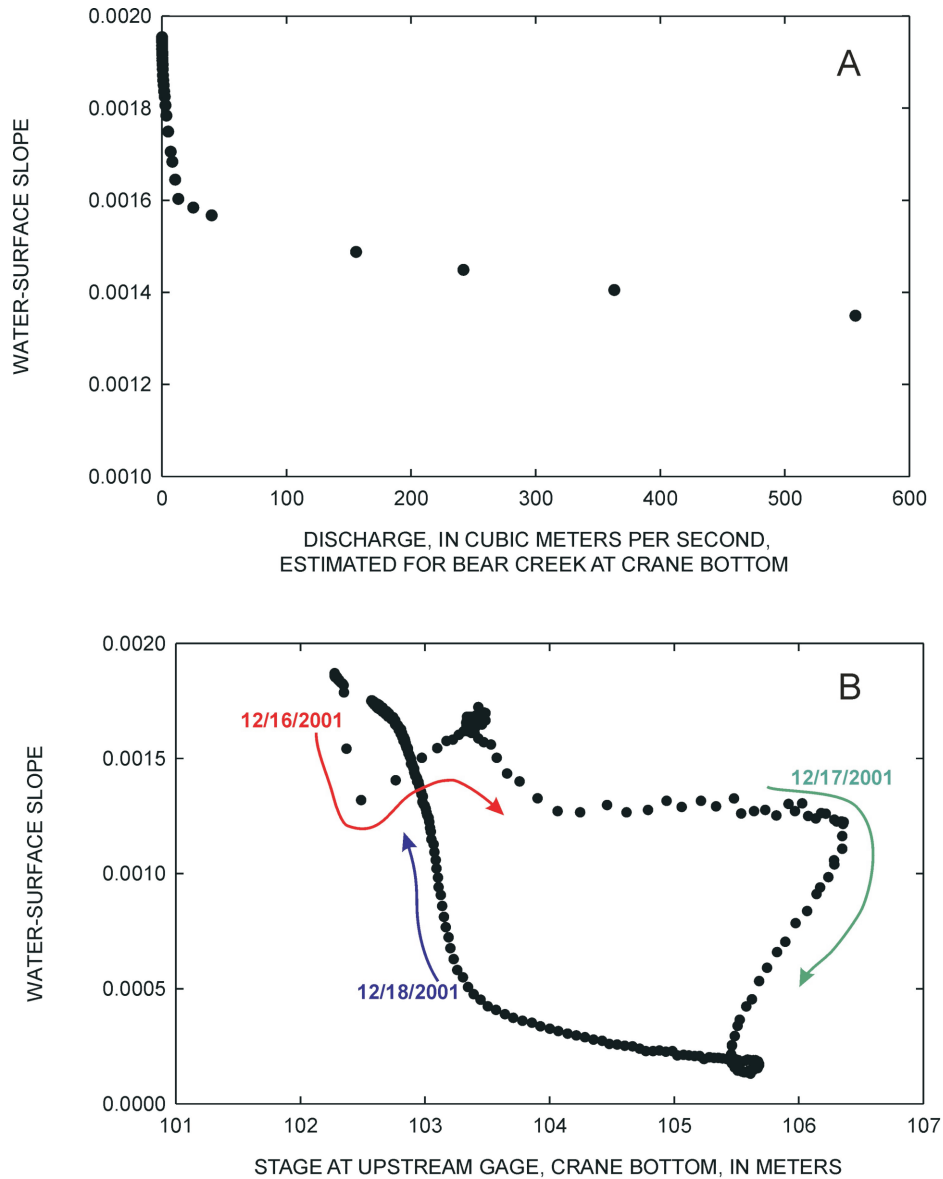 A
WATER-SURFACE SLOPE
0.0020
0.0018
0.0016
0.0014
0.0012
0.0010
0 100 200 300 400 500 600
DISCHARGE, IN CUBIC METERS PER SECOND,
ESTIMATED FOR BEAR CREEK AT CRANE BOTTOM
B
WATER-SURFACE SLOPE
0.0020
0.0015
0.0010
0.0005
0.0000
12/16/2001
12/17/2001
12/18/2001
101 102 103 104 105 106 107
STAGE AT UPSTREAM GAGE, CRANE BOTTOM, IN METERS